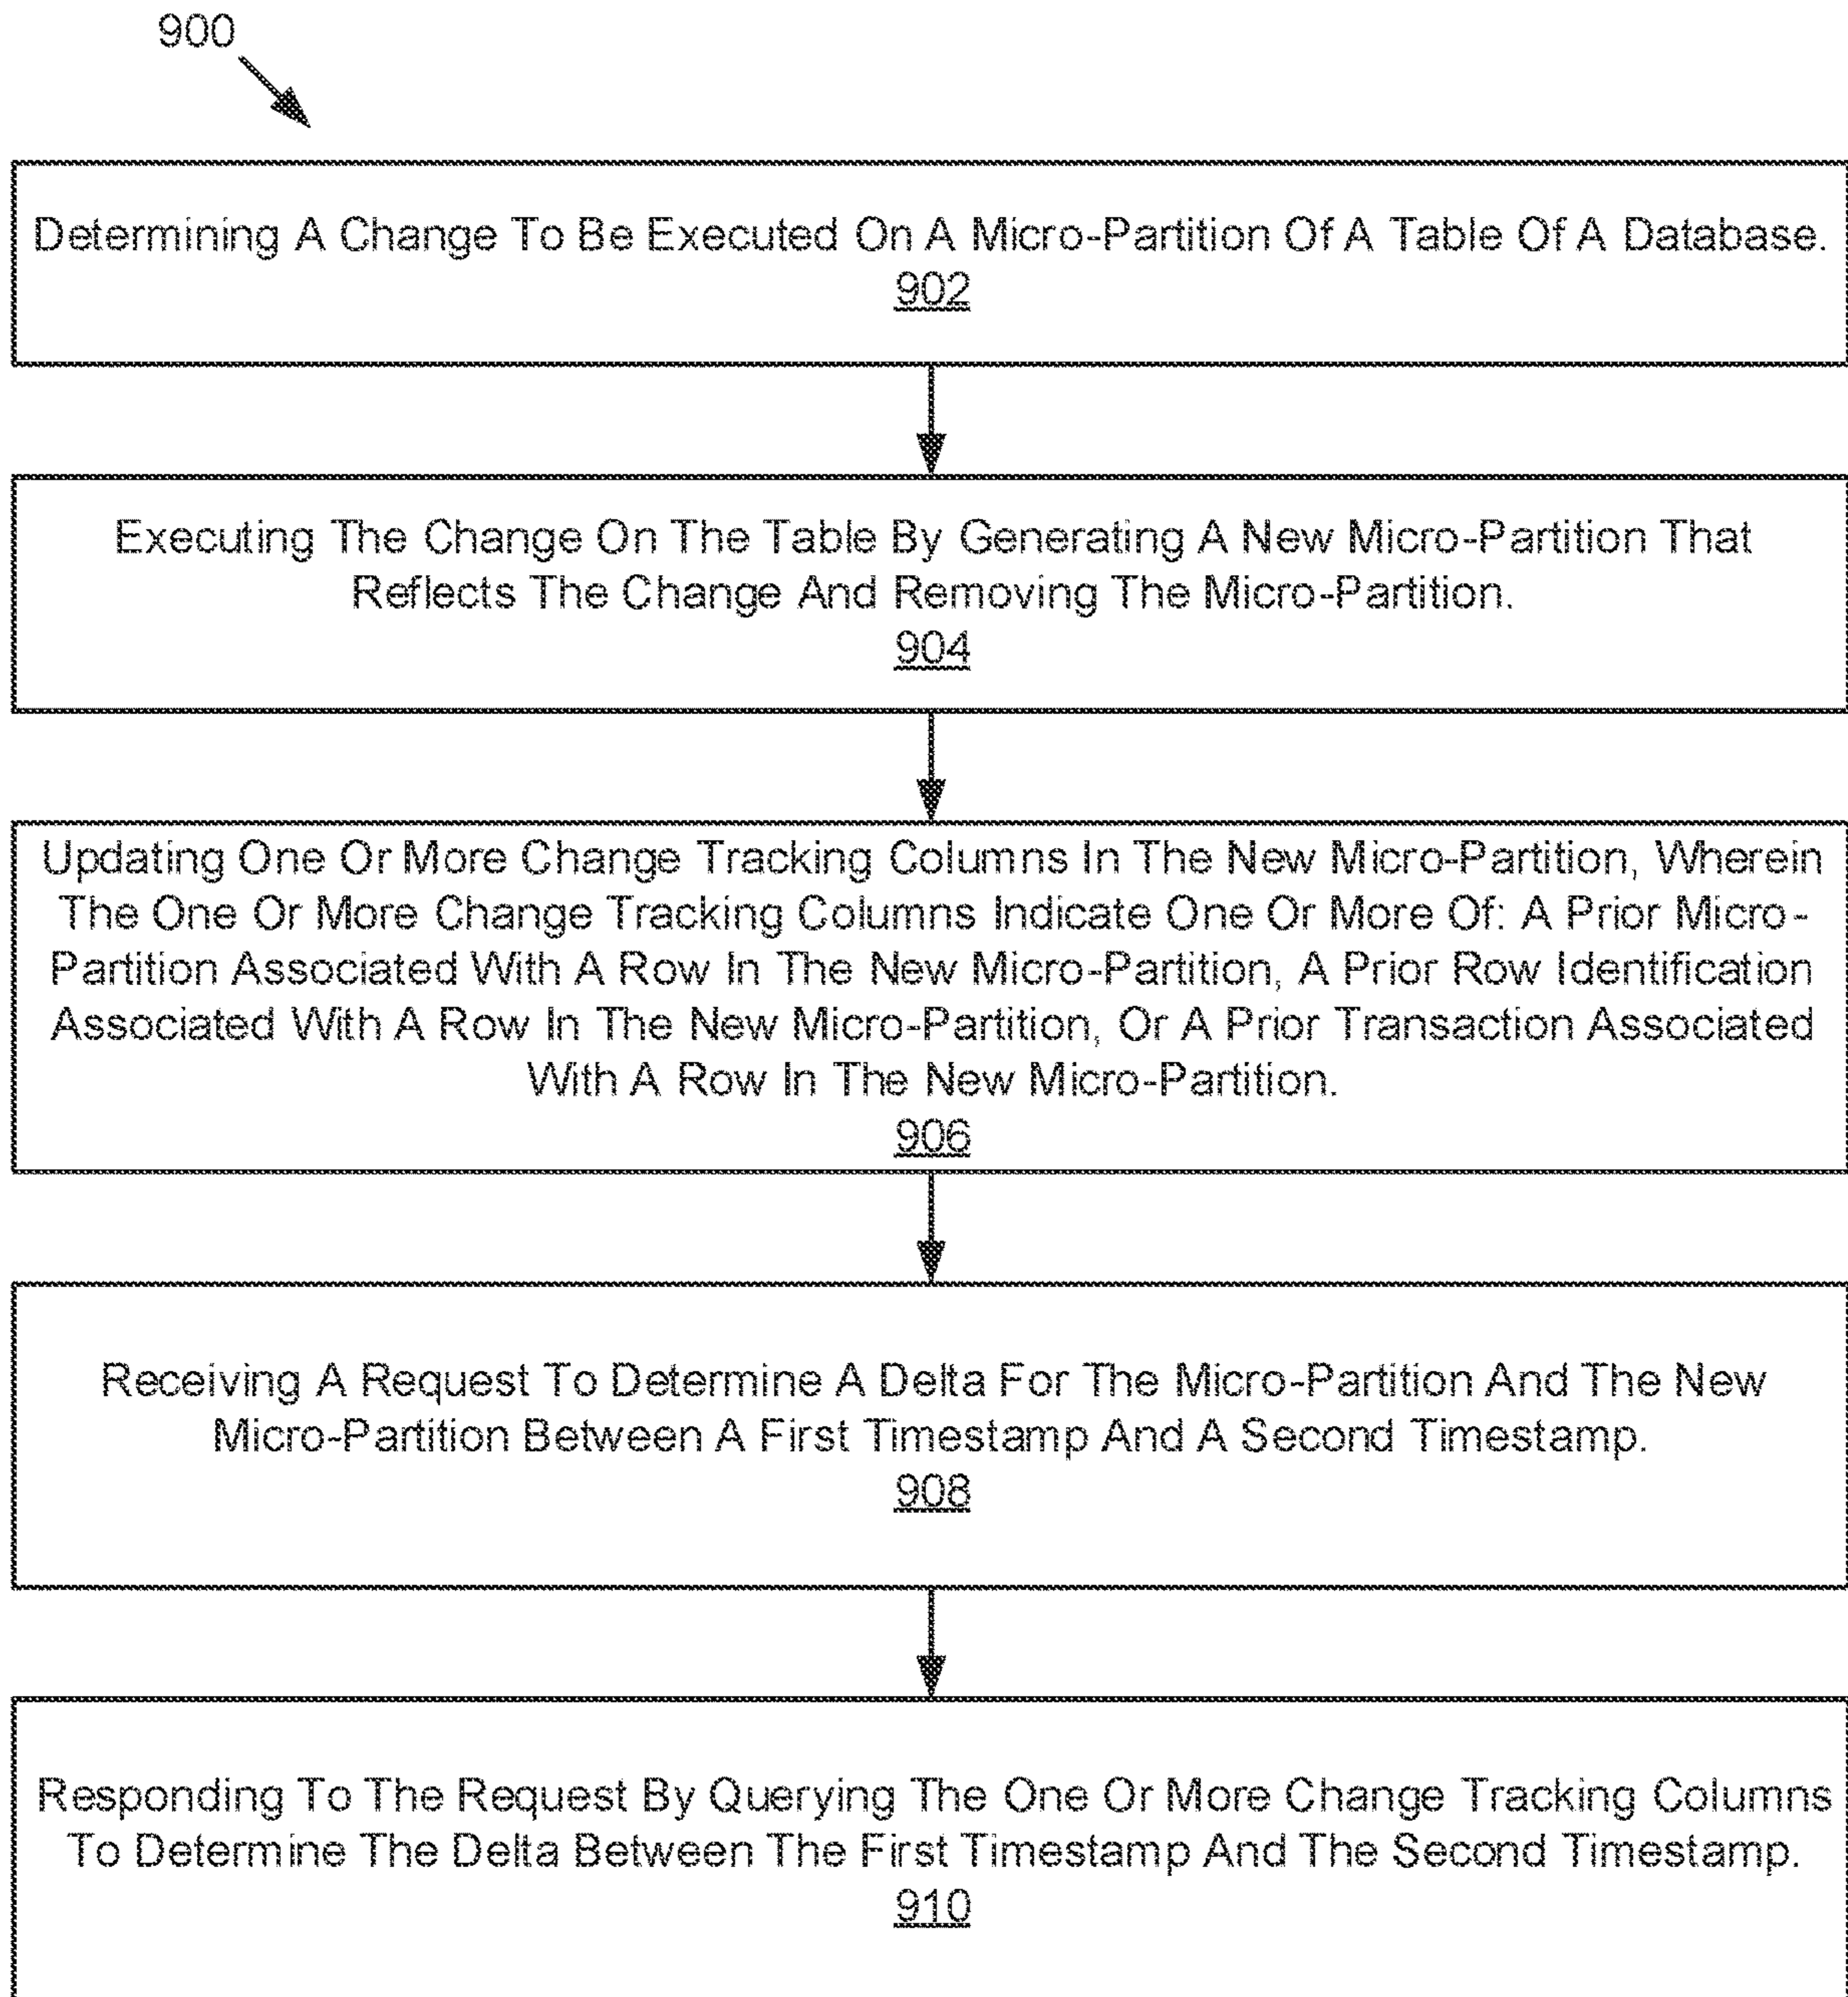 900
Determining A Change To Be Executed On A Micro-Partition Of A Table Of A Database.
902
Executing The Change On The Table By Generating A New Micro-Partition That
Reflects The Change And Removing The Micro-Partition.
904
Updating One Or More Change Tracking Columns In The New Micro-Partition, Wherein
The One Or More Change Tracking Columns Indicate One Or More Of: A Prior Micro-
Partition Associated With A Row In The New Micro-Partition, A Prior Row Identification
Associated With A Row In The New Micro-Partition, Or A Prior Transaction Associated
With A Row In The New Micro-Partition.
906
Receiving A Request To Determine A Delta For The Micro-Partition And The New
Micro-Partition Between A First Timestamp And A Second Timestamp.
908
Responding To The Request By Querying The One Or More Change Tracking Columns
To Determine The Delta Between The First Timestamp And The Second Timestamp.
910